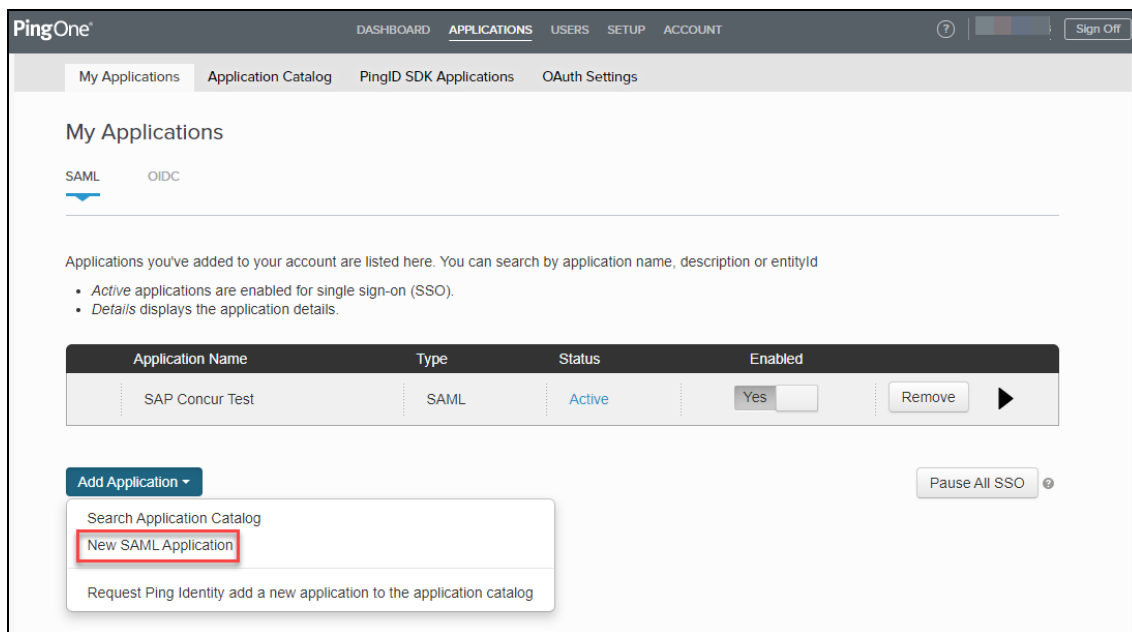 PingOne®
DASHBOARD APPLICATIONS USERS SETUP ACCOUNT
? Sign Off
My Applications Application Catalog PingID SDK Applications OAuth Settings
My Applications
SAML OIDC
Applications you've added to your account are listed here. You can search by application name, description or entityId
• Active applications are enabled for single sign-on (SSO).
• Details displays the application details.
Application Name Type Status Enabled
SAP Concur Test SAML Active Yes Remove
Add Application Pause All SSO ?
Search Application Catalog
New SAML Application
Request Ping Identity add a new application to the application catalog